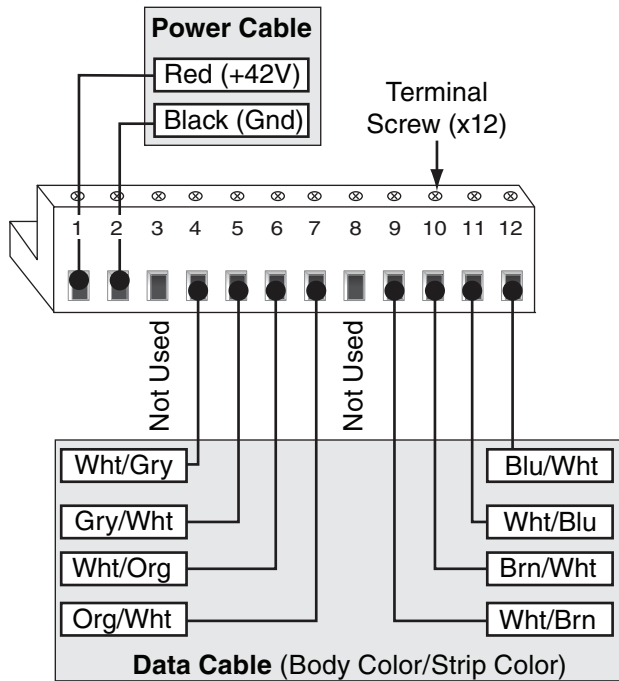 Power Cable
Red (+42V)
Black (Gnd)
Terminal
Screw (x12)
1 2 3 4 5 6 7 8 9 10 11 12
Not Used
Not Used
Wht/Gry
Blu/Wht
Gry/Wht
Wht/Blu
Wht/Org
Brn/Wht
Org/Wht
Wht/Brn
Data Cable (Body Color/Strip Color)